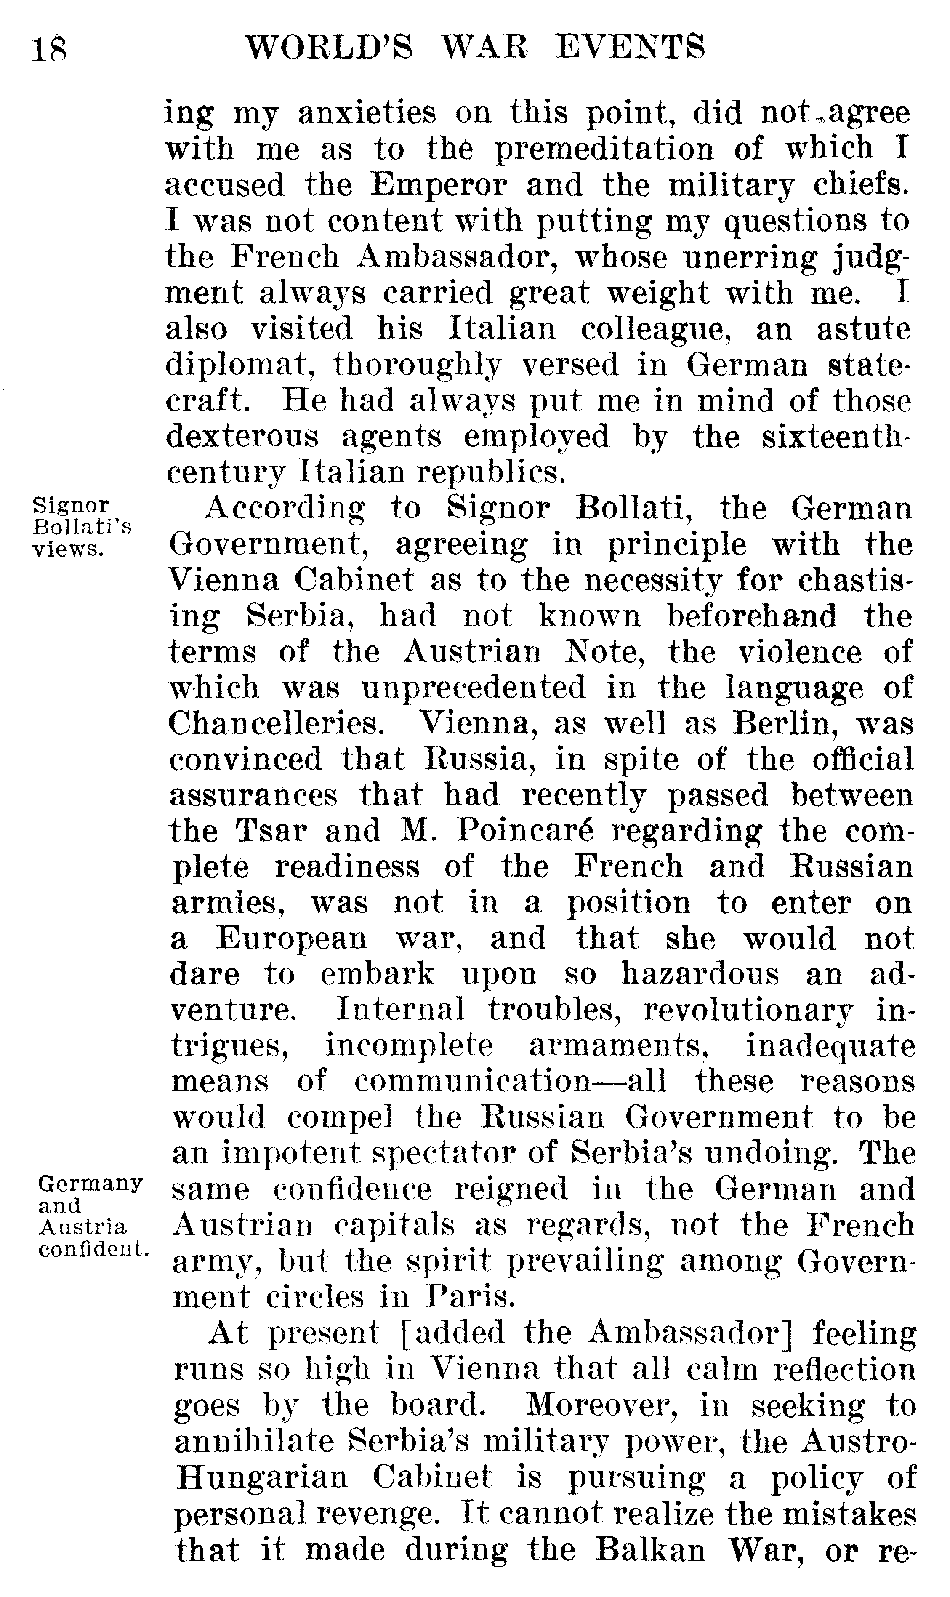 18 WORLD'S WAR EVENTS
ing my anxieties on this point, did not agree
with me as to the premeditation of which I
accused the Emperor and the military chiefs.
I was not content with putting my questions to
the French Ambassador, whose unerring judg-
ment always carried great weight with me. I
also visited his Italian colleague, an astute
diplomat, thoroughly versed in German state-
craft. He had always put me in mind of those
dexterous agents employed by the sixteenth-
century Italian republics.
Signor
Bollati's
views.
According to Signor Bollati, the German
Government, agreeing in principle with the
Vienna Cabinet as to the necessity for chastis-
ing Serbia, had not known beforehand the
terms of the Austrian Note, the violence of
which was unprecedented in the language of
Chancelleries. Vienna, as well as Berlin, was
convinced that Russia, in spite of the official
assurances that had recently passed between
the Tsar and M. Poincaré regarding the com-
plete readiness of the French and Russian
armies, was not in a position to enter on
a European war, and that she would not
dare to embark upon so hazardous an ad-
venture. Internal troubles, revolutionary in-
trigues, incomplete armaments, inadequate
means of communication—all these reasons
would compel the Russian Government to be
an impotent spectator of Serbia's undoing. The
Germany
and
Austria
confident.
same confidence reigned in the German and
Austrian capitals as regards, not the French
army, but the spirit prevailing among Govern-
ment circles in Paris.
At present [added the Ambassador] feeling
runs so high in Vienna that all calm reflection
goes by the board. Moreover, in seeking to
annihilate Serbia's military power, the Austro-
Hungarian Cabinet is pursuing a policy of
personal revenge. It cannot realize the mistakes
that it made during the Balkan War, or re-